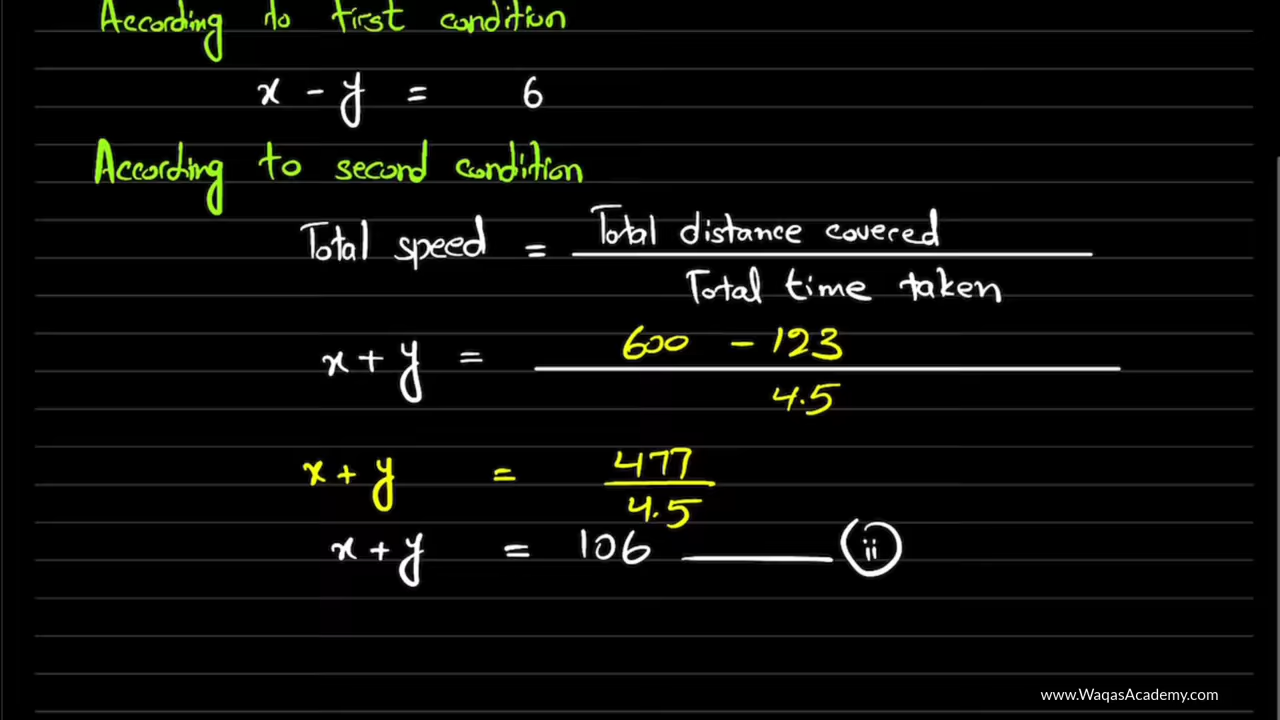 According to first condition
x - y = 6
According to second condition
Total speed = Total distance covered
Total time taken
x + y = 600 - 123
4.5
x + y = 477
4.5
x + y = 106 ——— ii
www.WaqasAcademy.com